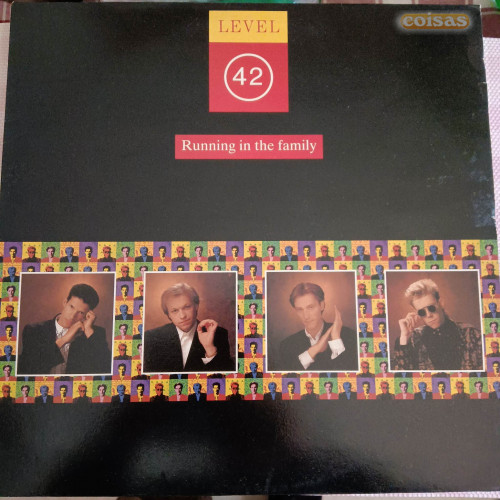 coisas
LEVEL
42
Running in the family